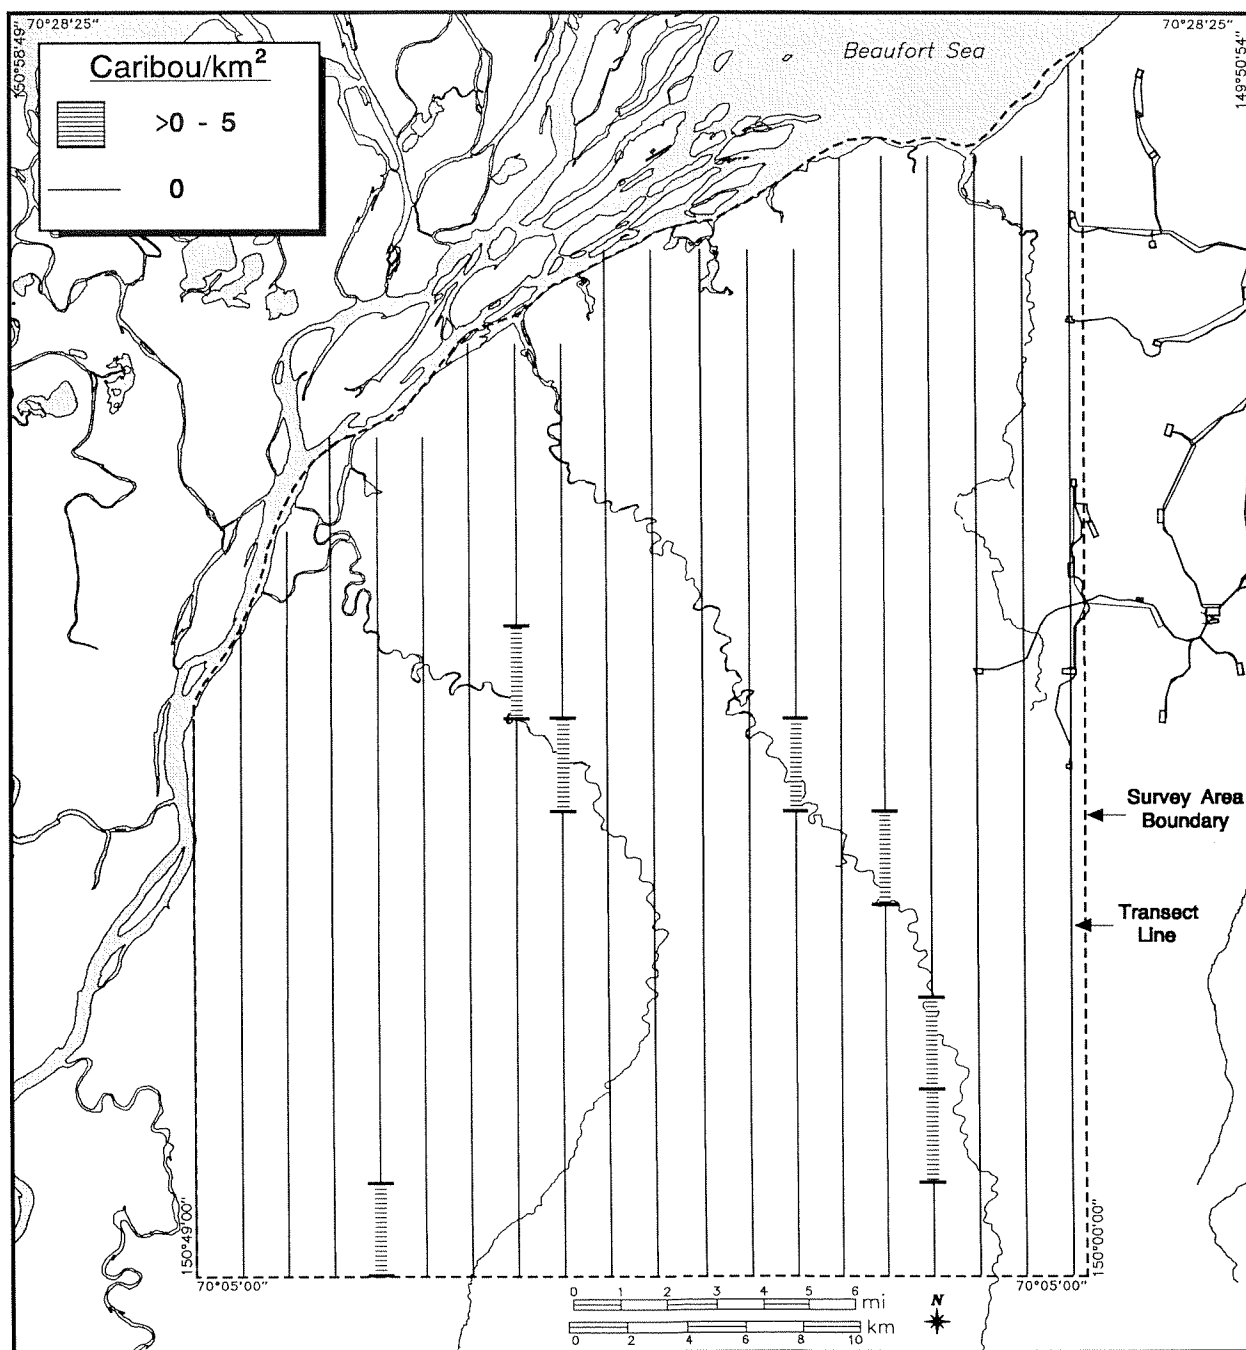 70°28'25"
70°28'25"
150°58'49"
149°50'54"
Beaufort Sea
Caribou/km²
>0 - 5
0
Survey Area
Boundary
Transect
Line
150°49'00"
150°00'00"
70°05'00"
70°05'00"
0 1 2 3 4 5 6
mi
km
0 2 4 6 8 10
N